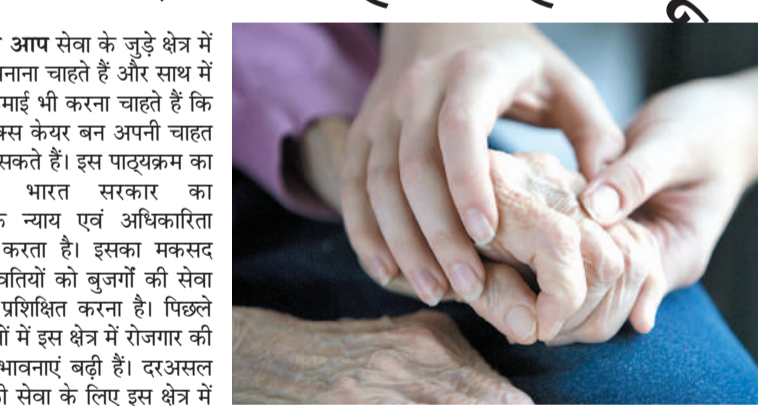 आप सेवा के जुड़े क्षेत्र में
चाहते हैं और साथ में
भी करना चाहते हैं कि
केयर बन अपनी चाहत
सकते हैं। इस पाठ्यक्रम का
भारत सरकार का
न्याय एवं अधिकारिता
करता है। इसका मकसद
को बुजर्गों की सेवा
प्रशिक्षित करना है। पिछले
में इस क्षेत्र में रोजगार की
बढ़ी हैं। दरअसल
सेवा के लिए इस क्षेत्र में